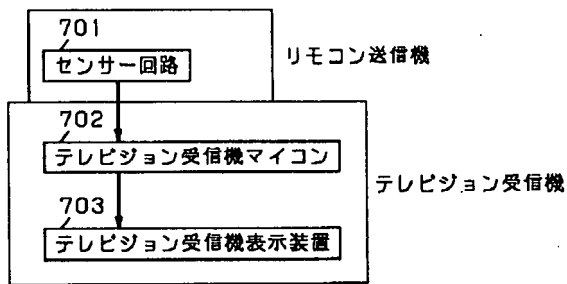 701
センサー回路
リモコン送信機
702
テレビジョン受信機マイコン
テレビジョン受信機
703
テレビジョン受信機表示装置